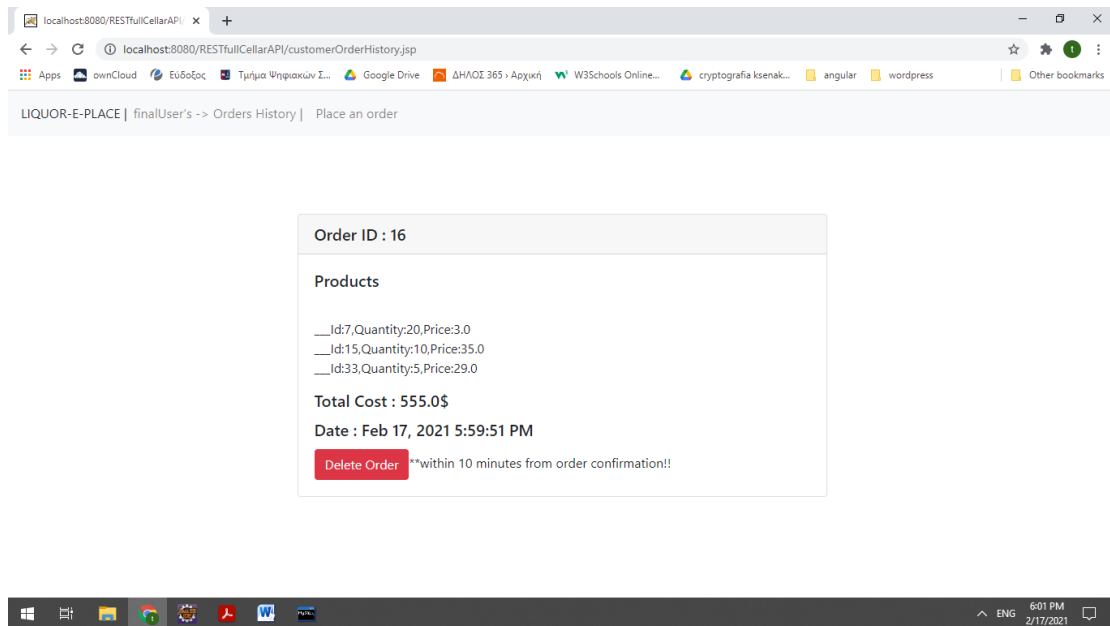 localhost:8080/RESTfullCellarAPI/
localhost:8080/RESTfullCellarAPI/customerOrderHistory.jsp
t
Apps ownCloud Εύδοξος Τμήμα Ψηφιακών Σ... Google Drive ΔΗΛΟΣ 365 › Αρχική W3Schools Online... cryptografia ksenak... angular wordpress Other bookmarks
LIQUOR-E-PLACE | finalUser's -> Orders History | Place an order
Order ID : 16
Products
___Id:7,Quantity:20,Price:3.0
___Id:15,Quantity:10,Price:35.0
___Id:33,Quantity:5,Price:29.0
Total Cost : 555.0$
Date : Feb 17, 2021 5:59:51 PM
Delete Order **within 10 minutes from order confirmation!!
ENG 6:01 PM
2/17/2021